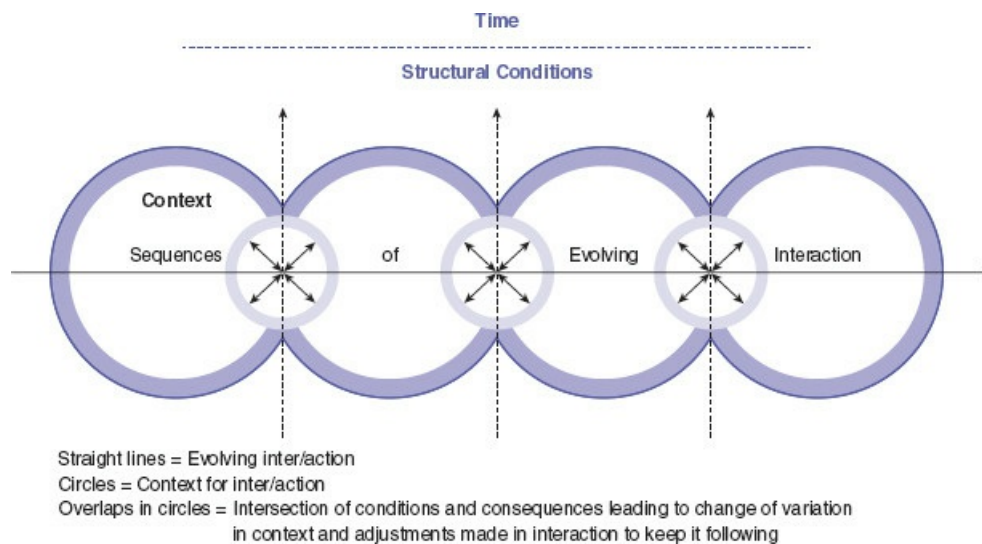 Time
Structural Conditions
Context
Sequences of Evolving Interaction
Straight lines = Evolving inter/action
Circles = Context for inter/action
Overlaps in circles = Intersection of conditions and consequences leading to change of variation
in context and adjustments made in interaction to keep it following